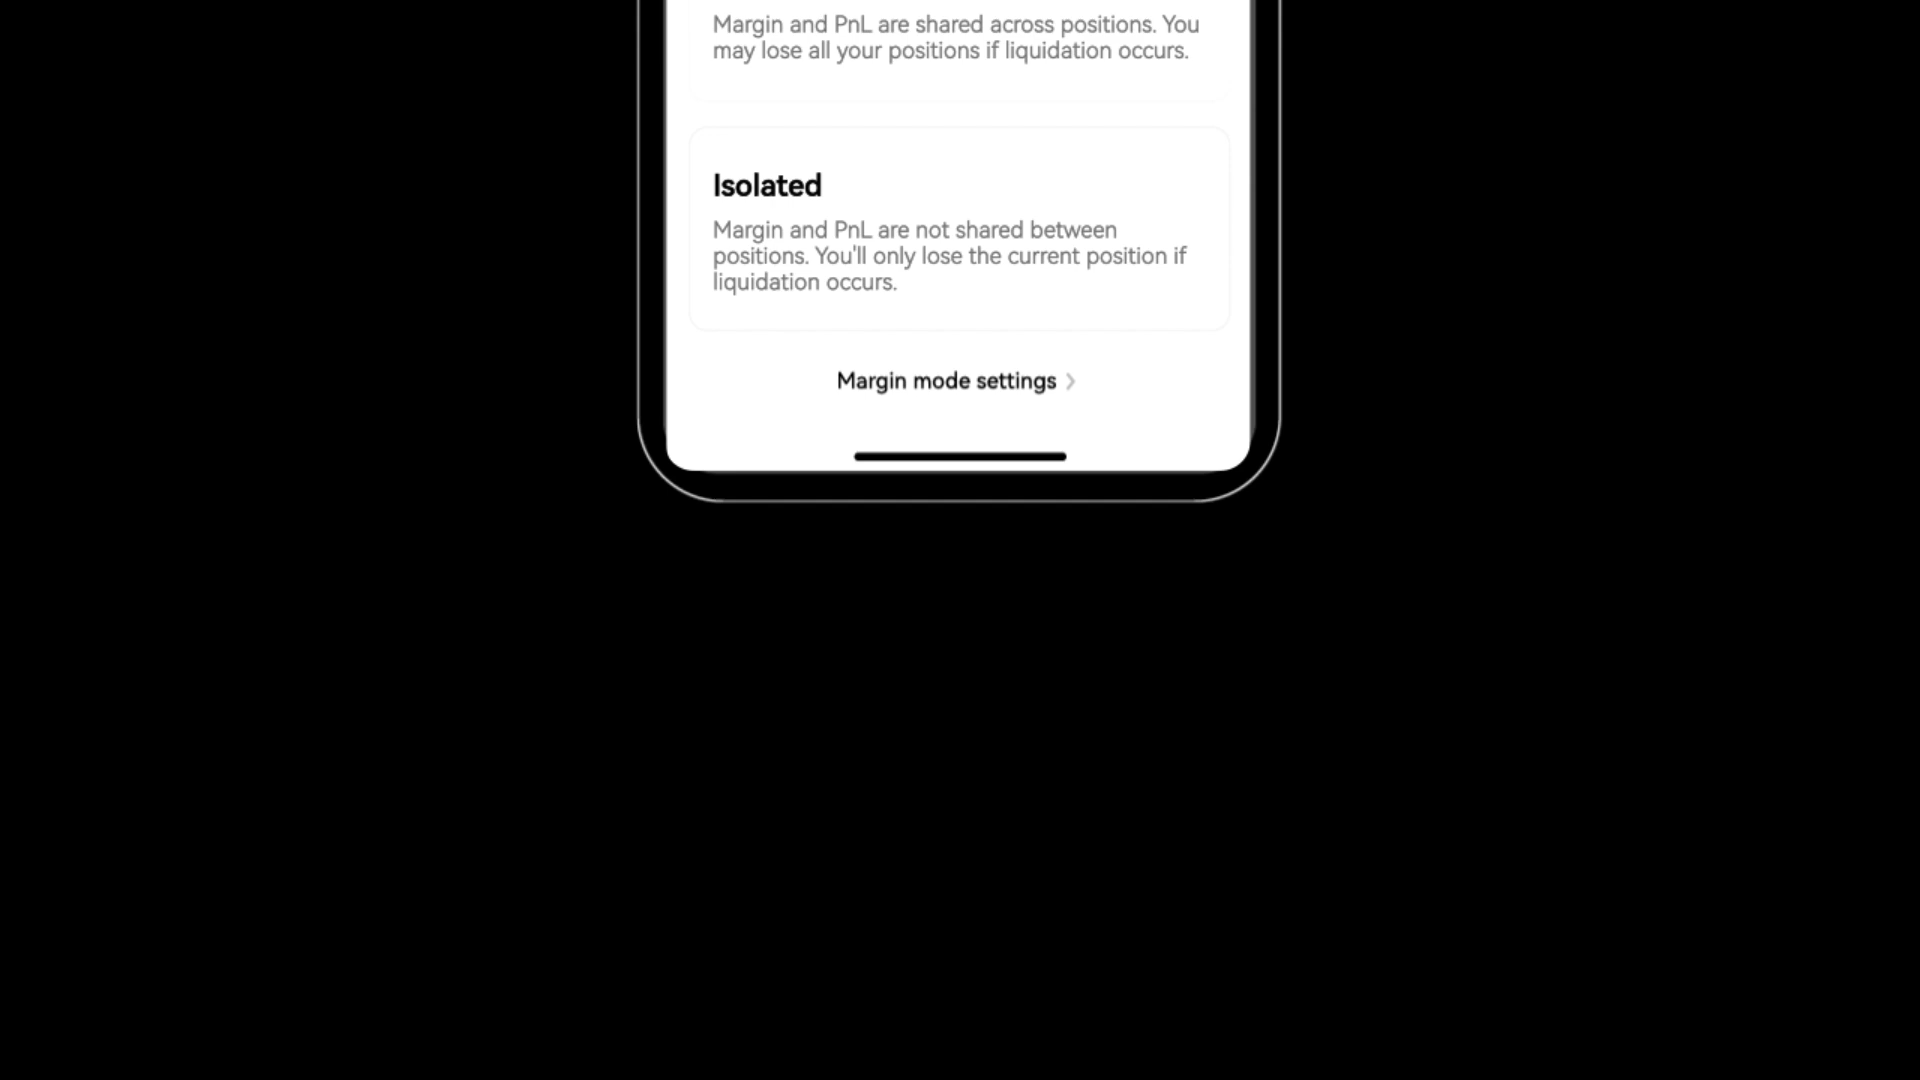 Margin and PnL are shared across positions. You
may lose all your positions if liquidation occurs.
Isolated
Margin and PnL are not shared between
positions. You'll only lose the current position if
liquidation occurs.
Margin mode settings